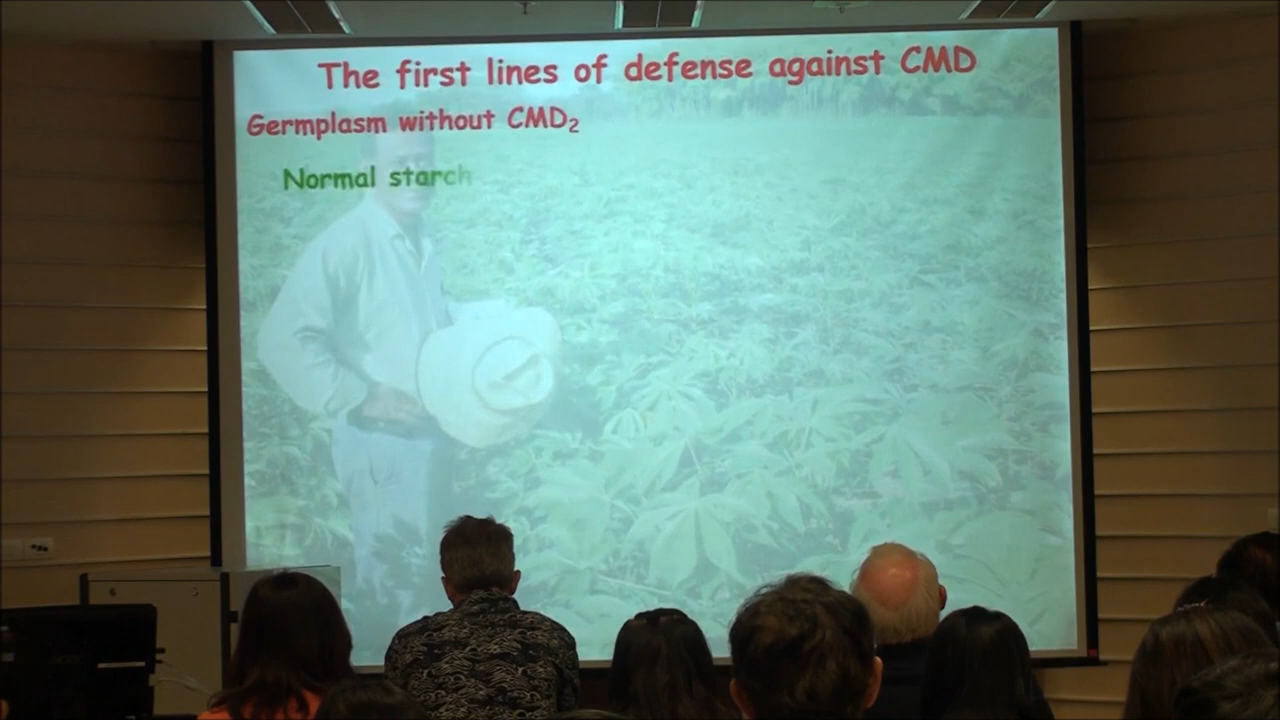 The first lines of defense against CMD
Germplasm without CMD₂
Normal starch